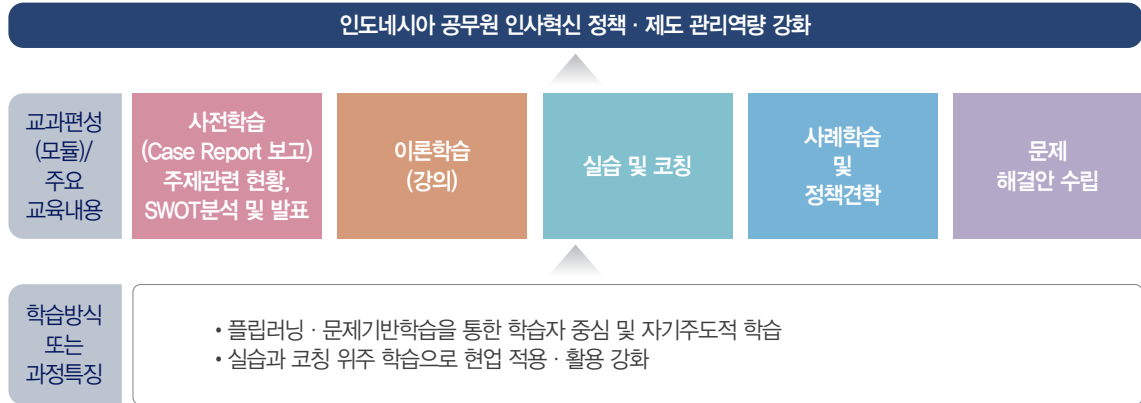 인도네시아 공무원 인사혁신 정책 · 제도 관리역량 강화
교과편성
(모듈)/
주요
교육내용
사전학습
(Case Report 보고)
주제관련 현황,
SWOT분석 및 발표
이론학습
(강의)
실습 및 코칭
사례학습
및
정책견학
문제
해결안 수립
학습방식
또는
과정특징
• 플립러닝 · 문제기반학습을 통한 학습자 중심 및 자기주도적 학습
• 실습과 코칭 위주 학습으로 현업 적용 · 활용 강화